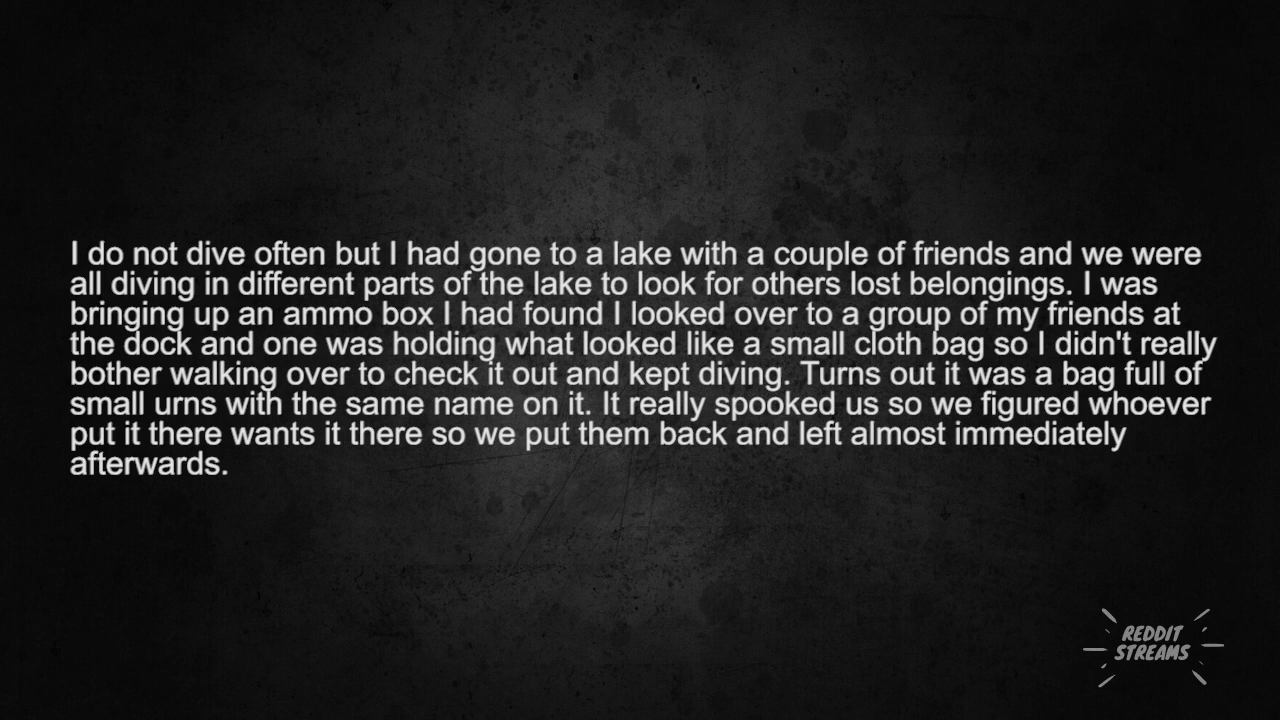 I do not dive often but I had gone to a lake with a couple of friends and we were
all diving in different parts of the lake to look for others lost belongings. I was
bringing up an ammo box I had found I looked over to a group of my friends at
the dock and one was holding what looked like a small cloth bag so I didn't really
bother walking over to check it out and kept diving. Turns out it was a bag full of
small urns with the same name on it. It really spooked us so we figured whoever
put it there wants it there so we put them back and left almost immediately
afterwards.
REDDIT
STREAMS